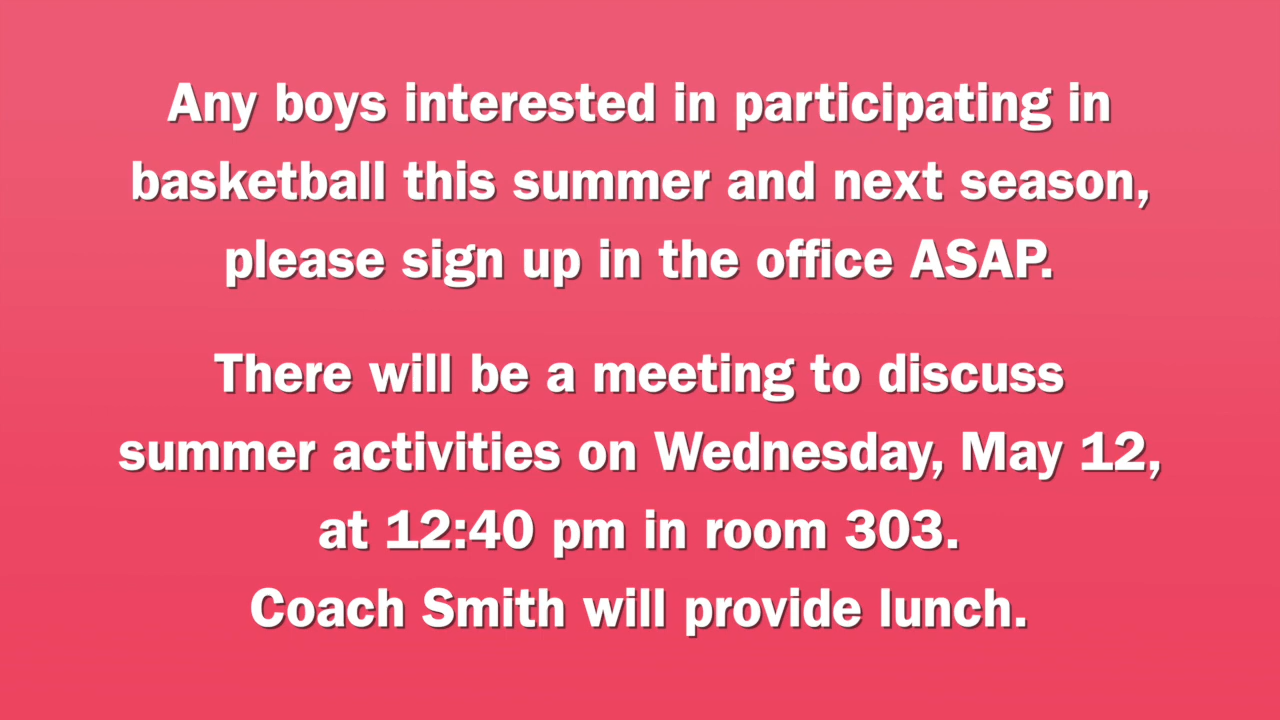 Any boys interested in participating in
basketball this summer and next season,
please sign up in the office ASAP.
There will be a meeting to discuss
summer activities on Wednesday, May 12,
at 12:40 pm in room 303.
Coach Smith will provide lunch.